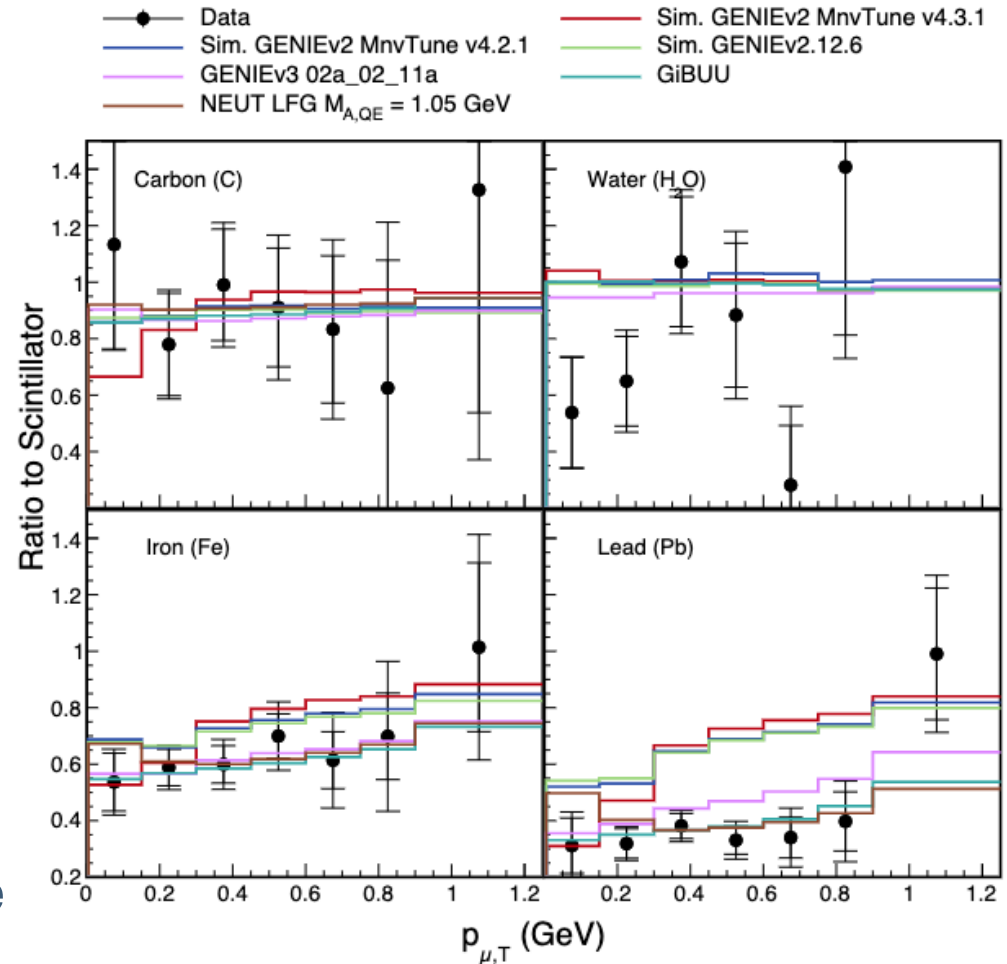 Data
Sim. GENIEv2 MnvTune v4.3.1
Sim. GENIEv2 MnvTune v4.2.1
Sim. GENIEv2.12.6
GENIEv3 02a_02_11a
GiBUU
NEUT LFG M_A,QE = 1.05 GeV
Ratio to Scintillator
Carbon (C)
1.4
1.2
1
0.8
0.6
0.4
Water (H2O)
Iron (Fe)
1.4
1.2
1
0.8
0.6
0.4
0.2
Lead (Pb)
0 0.2 0.4 0.6 0.8 1 1.2
0.2 0.4 0.6 0.8 1 1.2
p_μ,T (GeV)
e